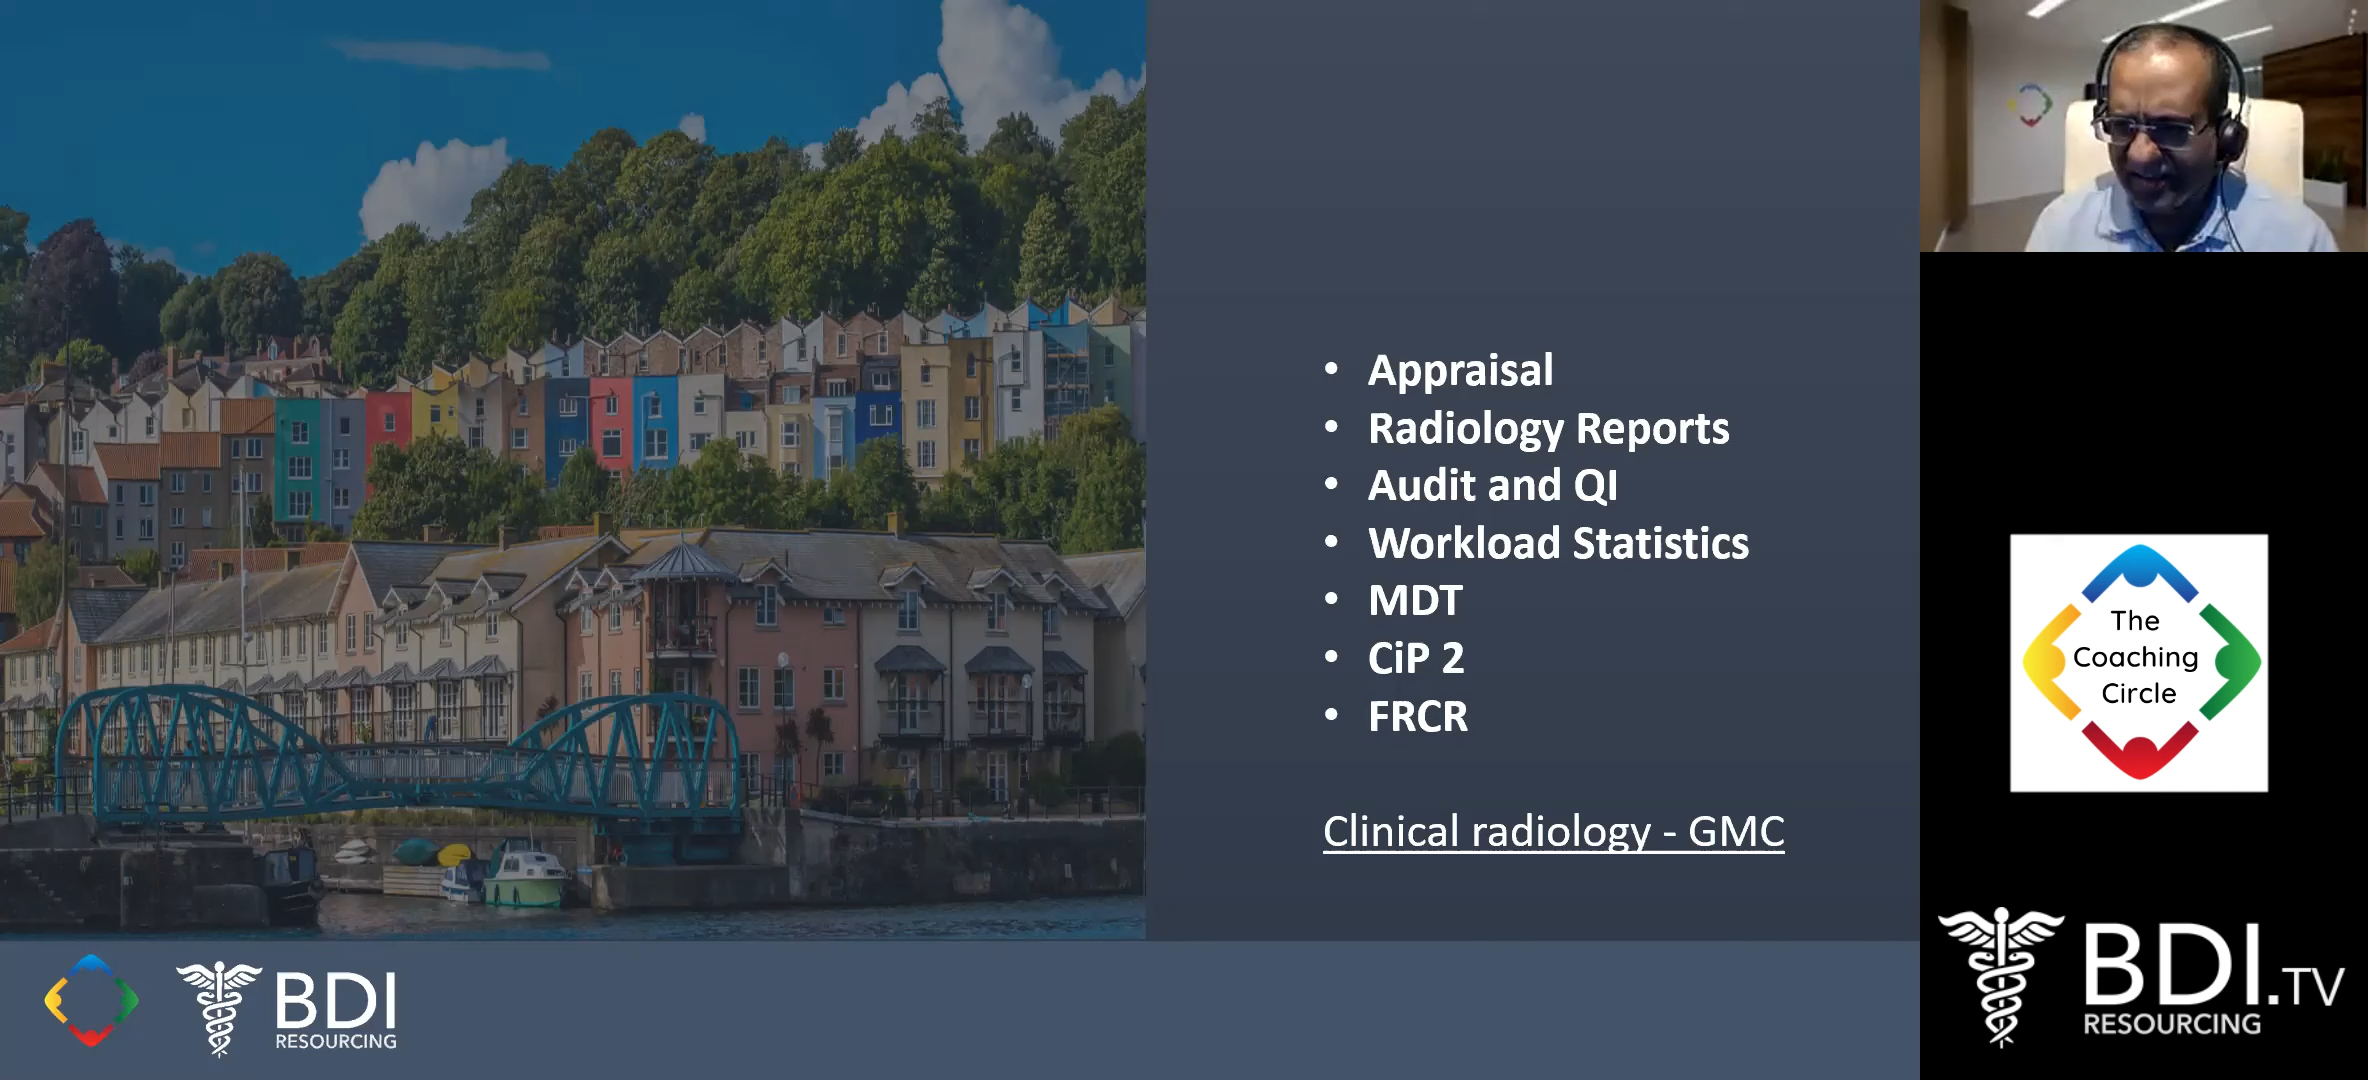 • Appraisal
• Radiology Reports
• Audit and QI
• Workload Statistics
• MDT
• CiP 2
• FRCR
Clinical radiology - GMC
The
Coaching
Circle
BDI
RESOURCING
BDI.TV
RESOURCING